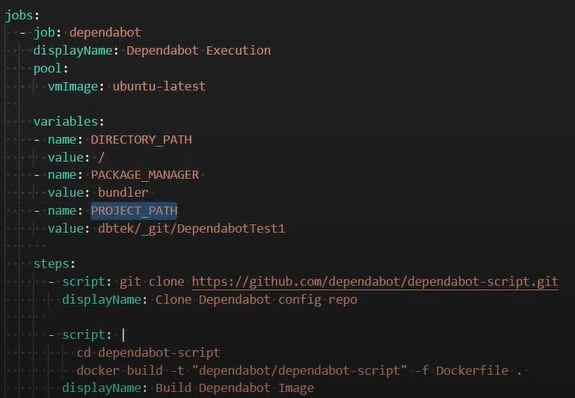 jobs:
- job: dependabot
displayName: Dependabot Execution
pool:
vmImage: ubuntu-latest
variables:
- name: DIRECTORY_PATH
value: /
- name: PACKAGE_MANAGER
value: bundler
- name: PROJECT_PATH
value: dbtek/_git/DependabotTest1
steps:
- script: git clone https://github.com/dependabot/dependabot-script.git
displayName: Clone Dependabot config repo
- script: |
cd dependabot-script
docker build -t "dependabot/dependabot-script" -f Dockerfile .
displayName: Build Dependabot Image